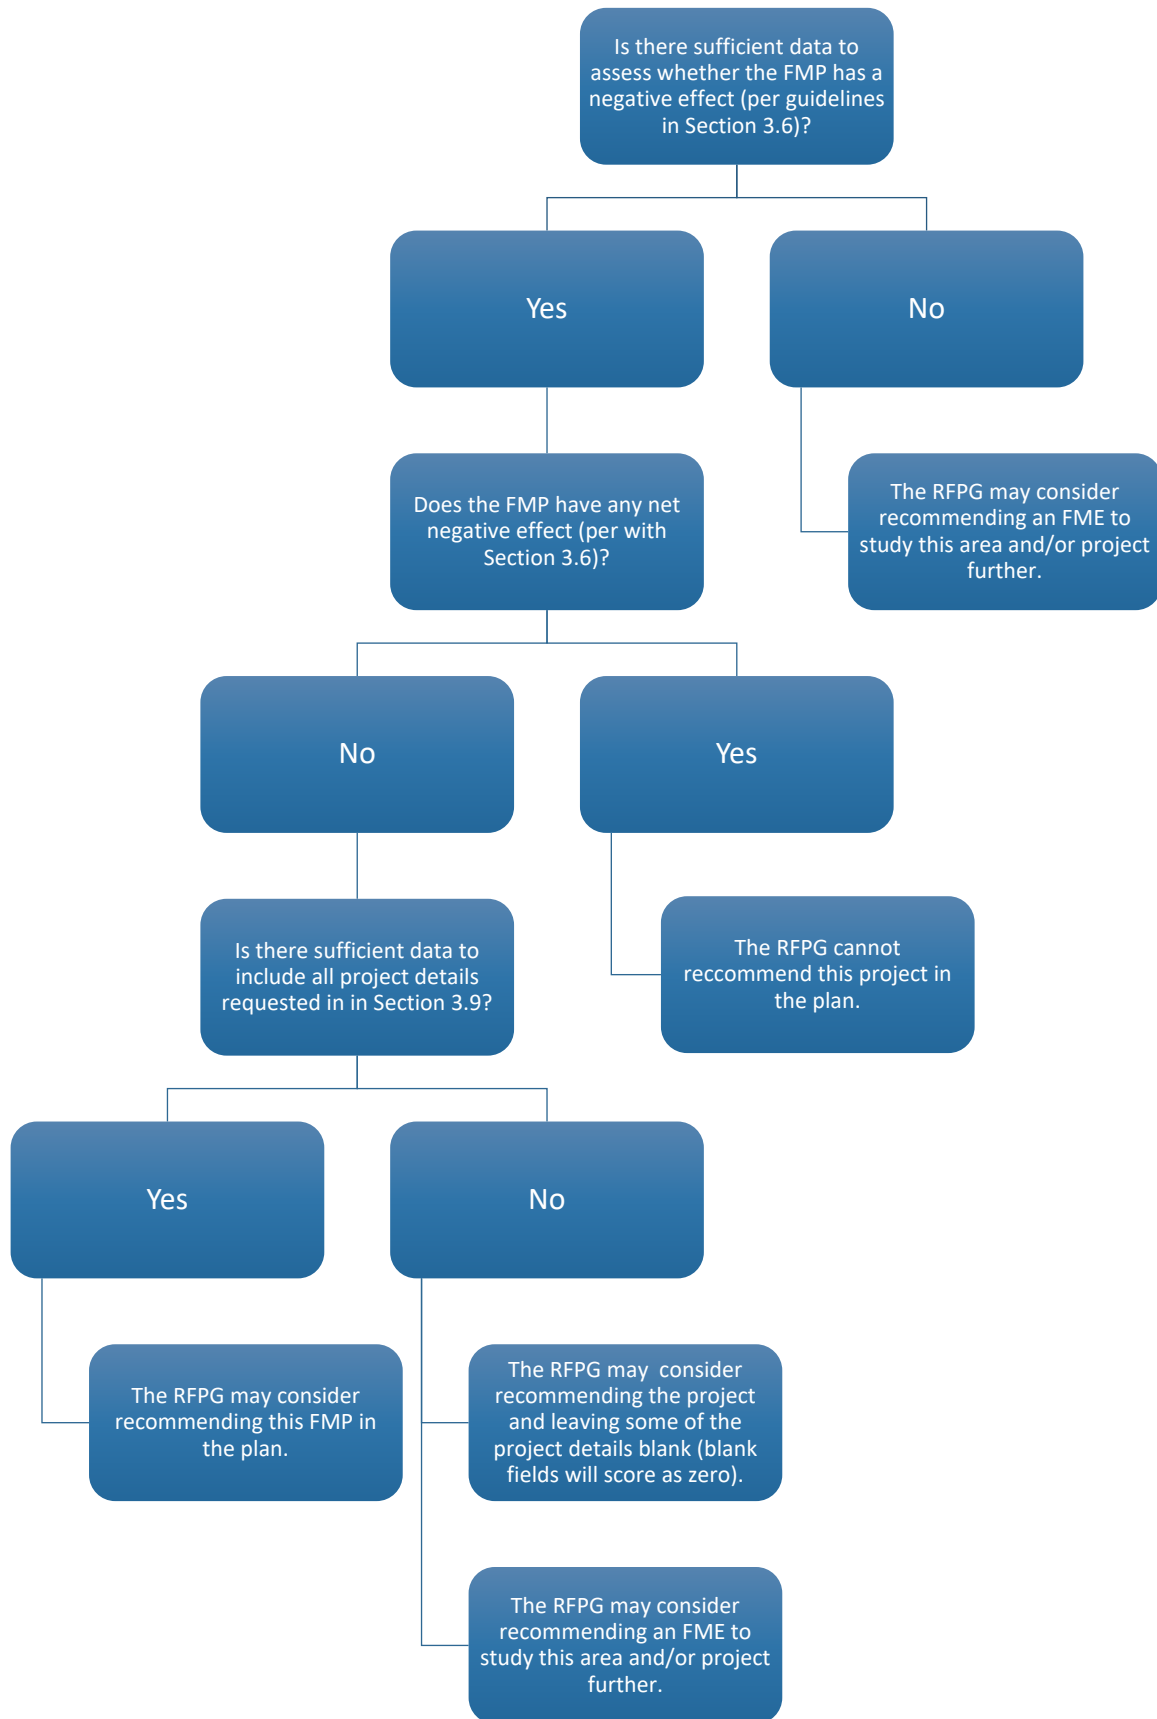 Is there sufficient data to
assess whether the FMP has a
negative effect (per guidelines
in Section 3.6)?
Yes
No
Does the FMP have any net
negative effect (per with
Section 3.6)?
The RFPG may consider
recommending an FME to
study this area and/or project
further.
No
Yes
Is there sufficient data to
include all project details
requested in in Section 3.9?
The RFPG cannot
reccommend this project in
the plan.
Yes
No
The RFPG may consider
recommending this FMP in
the plan.
The RFPG may  consider
recommending the project
and leaving some of the
project details blank (blank
fields will score as zero).
The RFPG may consider
recommending an FME to
study this area and/or project
further.